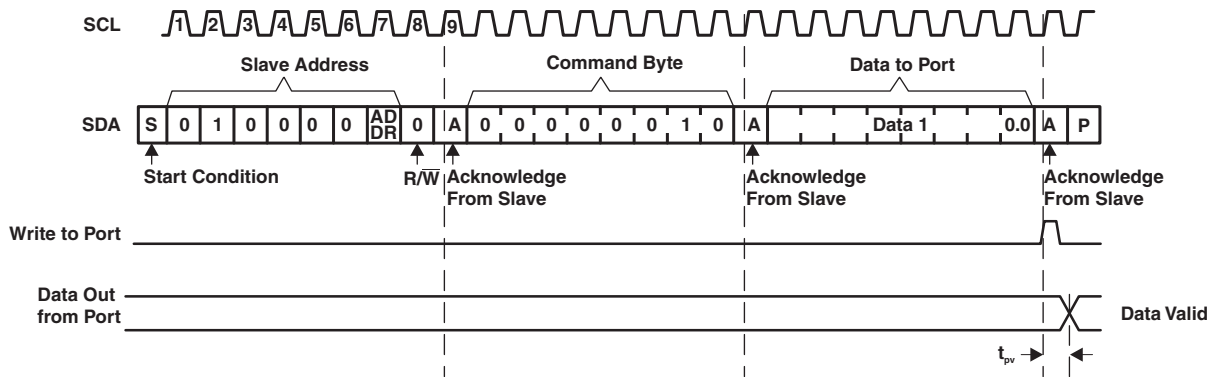 SCL 1 2 3 4 5 6 7 8 9
Slave Address Command Byte Data to Port
SDA S 0 1 0 0 0 0 AD DR 0 A 0 0 0 0 0 0 1 0 A Data 1 0.0 A P
Start Condition R/W̅ Acknowledge From Slave Acknowledge From Slave Acknowledge From Slave
Write to Port
Data Out
from Port
Data Valid
tpv